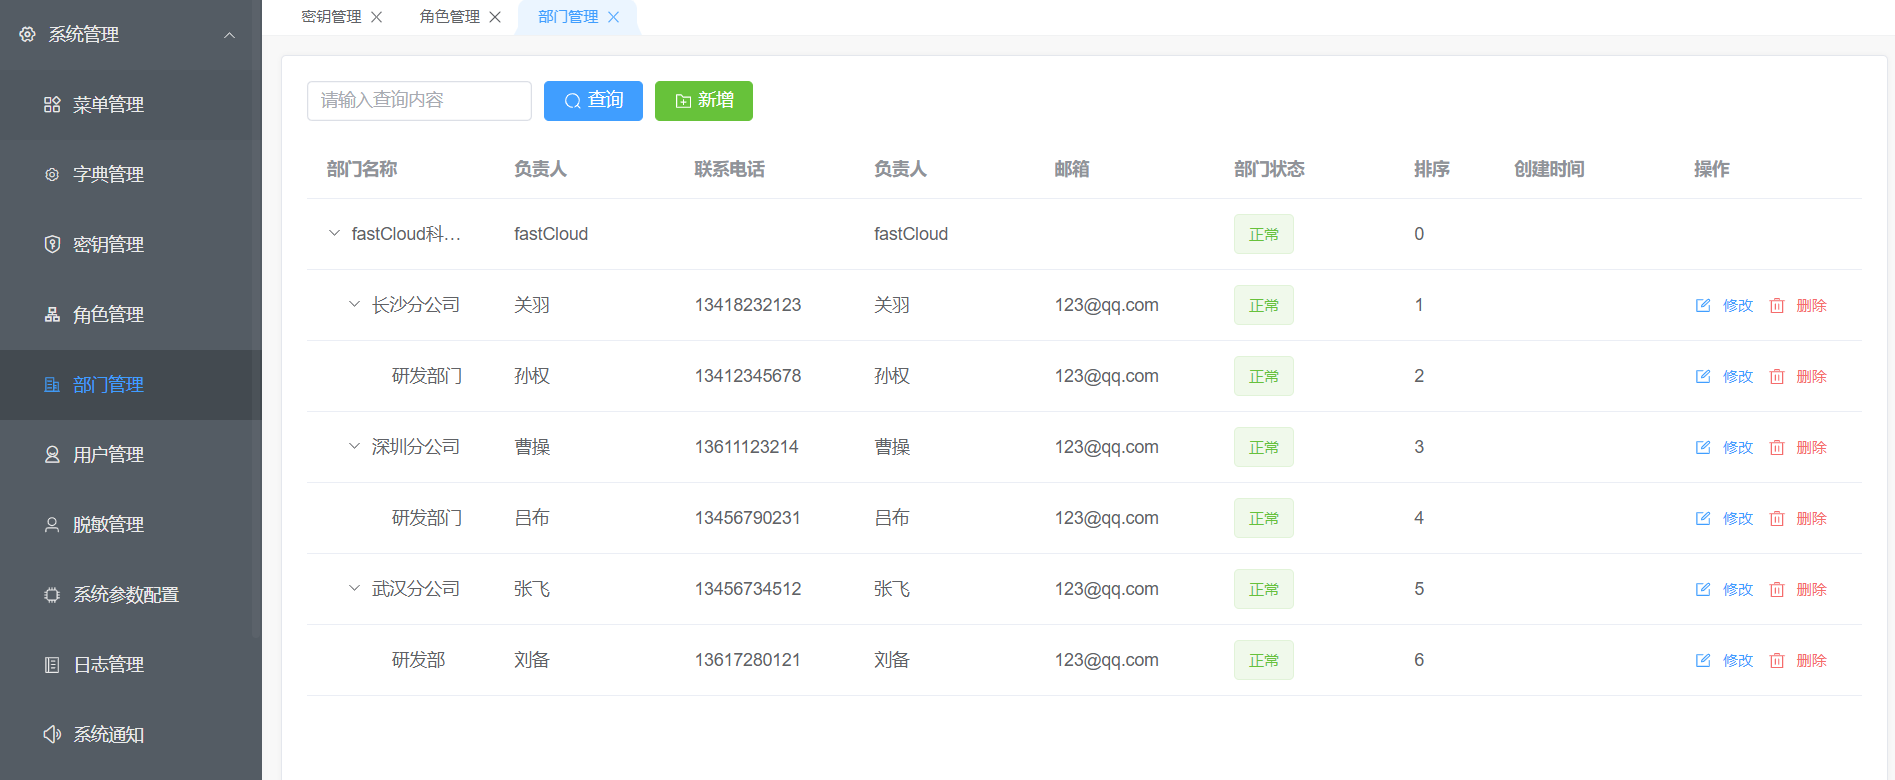 系统管理
菜单管理
字典管理
密钥管理
角色管理
部门管理
用户管理
脱敏管理
系统参数配置
日志管理
系统通知
密钥管理 角色管理 部门管理
请输入查询内容 查询 新增
部门名称 负责人 联系电话 负责人 邮箱 部门状态 排序 创建时间 操作
fastCloud科... fastCloud fastCloud 正常 0
长沙分公司 关羽 13418232123 关羽 123@qq.com 正常 1 修改 删除
研发部门 孙权 13412345678 孙权 123@qq.com 正常 2 修改 删除
深圳分公司 曹操 13611123214 曹操 123@qq.com 正常 3 修改 删除
研发部门 吕布 13456790231 吕布 123@qq.com 正常 4 修改 删除
武汉分公司 张飞 13456734512 张飞 123@qq.com 正常 5 修改 删除
研发部 刘备 13617280121 刘备 123@qq.com 正常 6 修改 删除